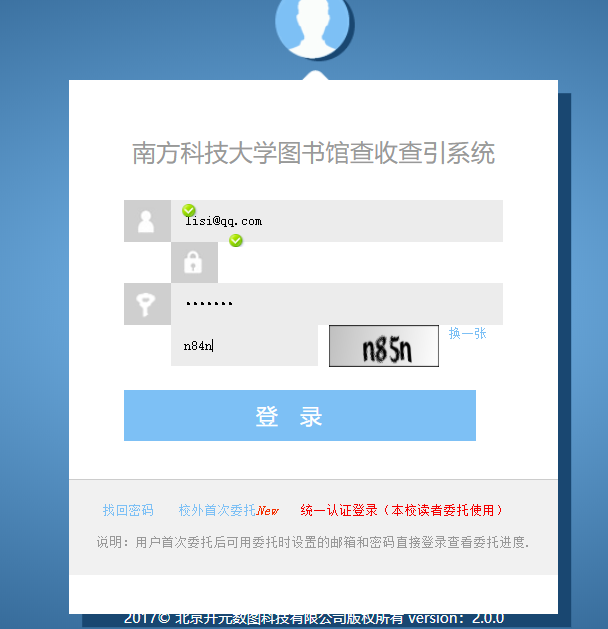 南方科技大学图书馆查收查引系统
lisi@qq.com
•••••••
n84n
n85n
换一张
登 录
找回密码 校外首次委托New 统一认证登录（本校读者委托使用）
说明：用户首次委托后可用委托时设置的邮箱和密码直接登录查看委托进度.
2017© 北京开元数图科技有限公司版权所有 version：2.0.0